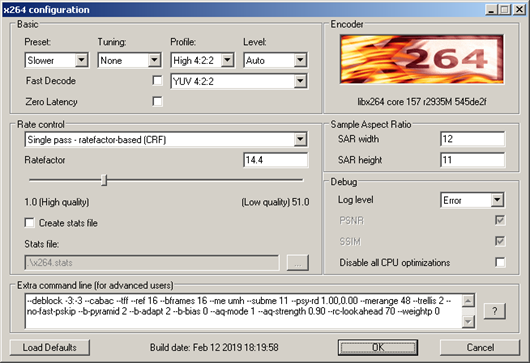 x264 configuration
Basic
Preset: Tuning: Profile: Level:
Slower None High 4:2:2 Auto
Fast Decode YUV 4:2:2
Zero Latency
Encoder
264
libx264 core 157 r2935M 545de2f
Rate control
Single pass - ratefactor-based (CRF)
Ratefactor 14.4
1.0 (High quality) (Low quality) 51.0
Create stats file
Stats file:
.\x264.stats ...
Sample Aspect Ratio
SAR width 12
SAR height 11
Debug
Log level Error
PSNR
SSIM
Disable all CPU optimizations
Extra command line (for advanced users)
--deblock -3:-3 --cabac --tff --ref 16 --bframes 16 --me umh --subme 11 --psy-rd 1.00,0.00 --merange 48 --trellis 2 --
no-fast-pskip --b-pyramid 2 --b-adapt 2 --b-bias 0 --aq-mode 1 --aq-strength 0.90 --rc-lookahead 70 --weightp 0
?
Load Defaults Build date: Feb 12 2019 18:19:58 OK Cancel